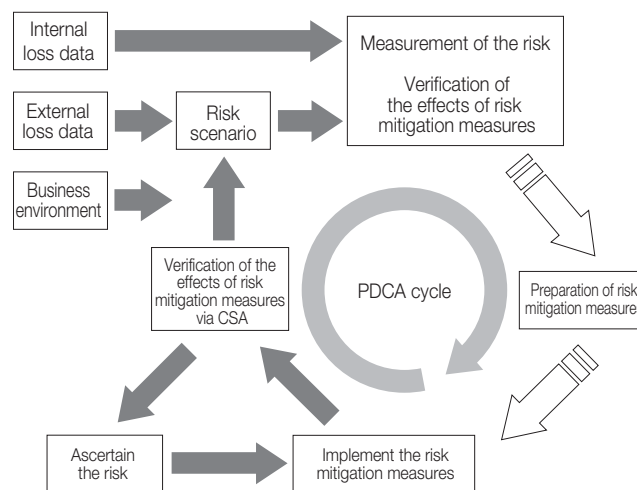 Internal
loss data
Measurement of the risk
Verification of
the effects of risk
mitigation measures
External
loss data
Risk
scenario
Business
environment
Verification of the
effects of risk
mitigation measures
via CSA
PDCA cycle
Preparation of risk
mitigation measures
Ascertain
the risk
Implement the risk
mitigation measures